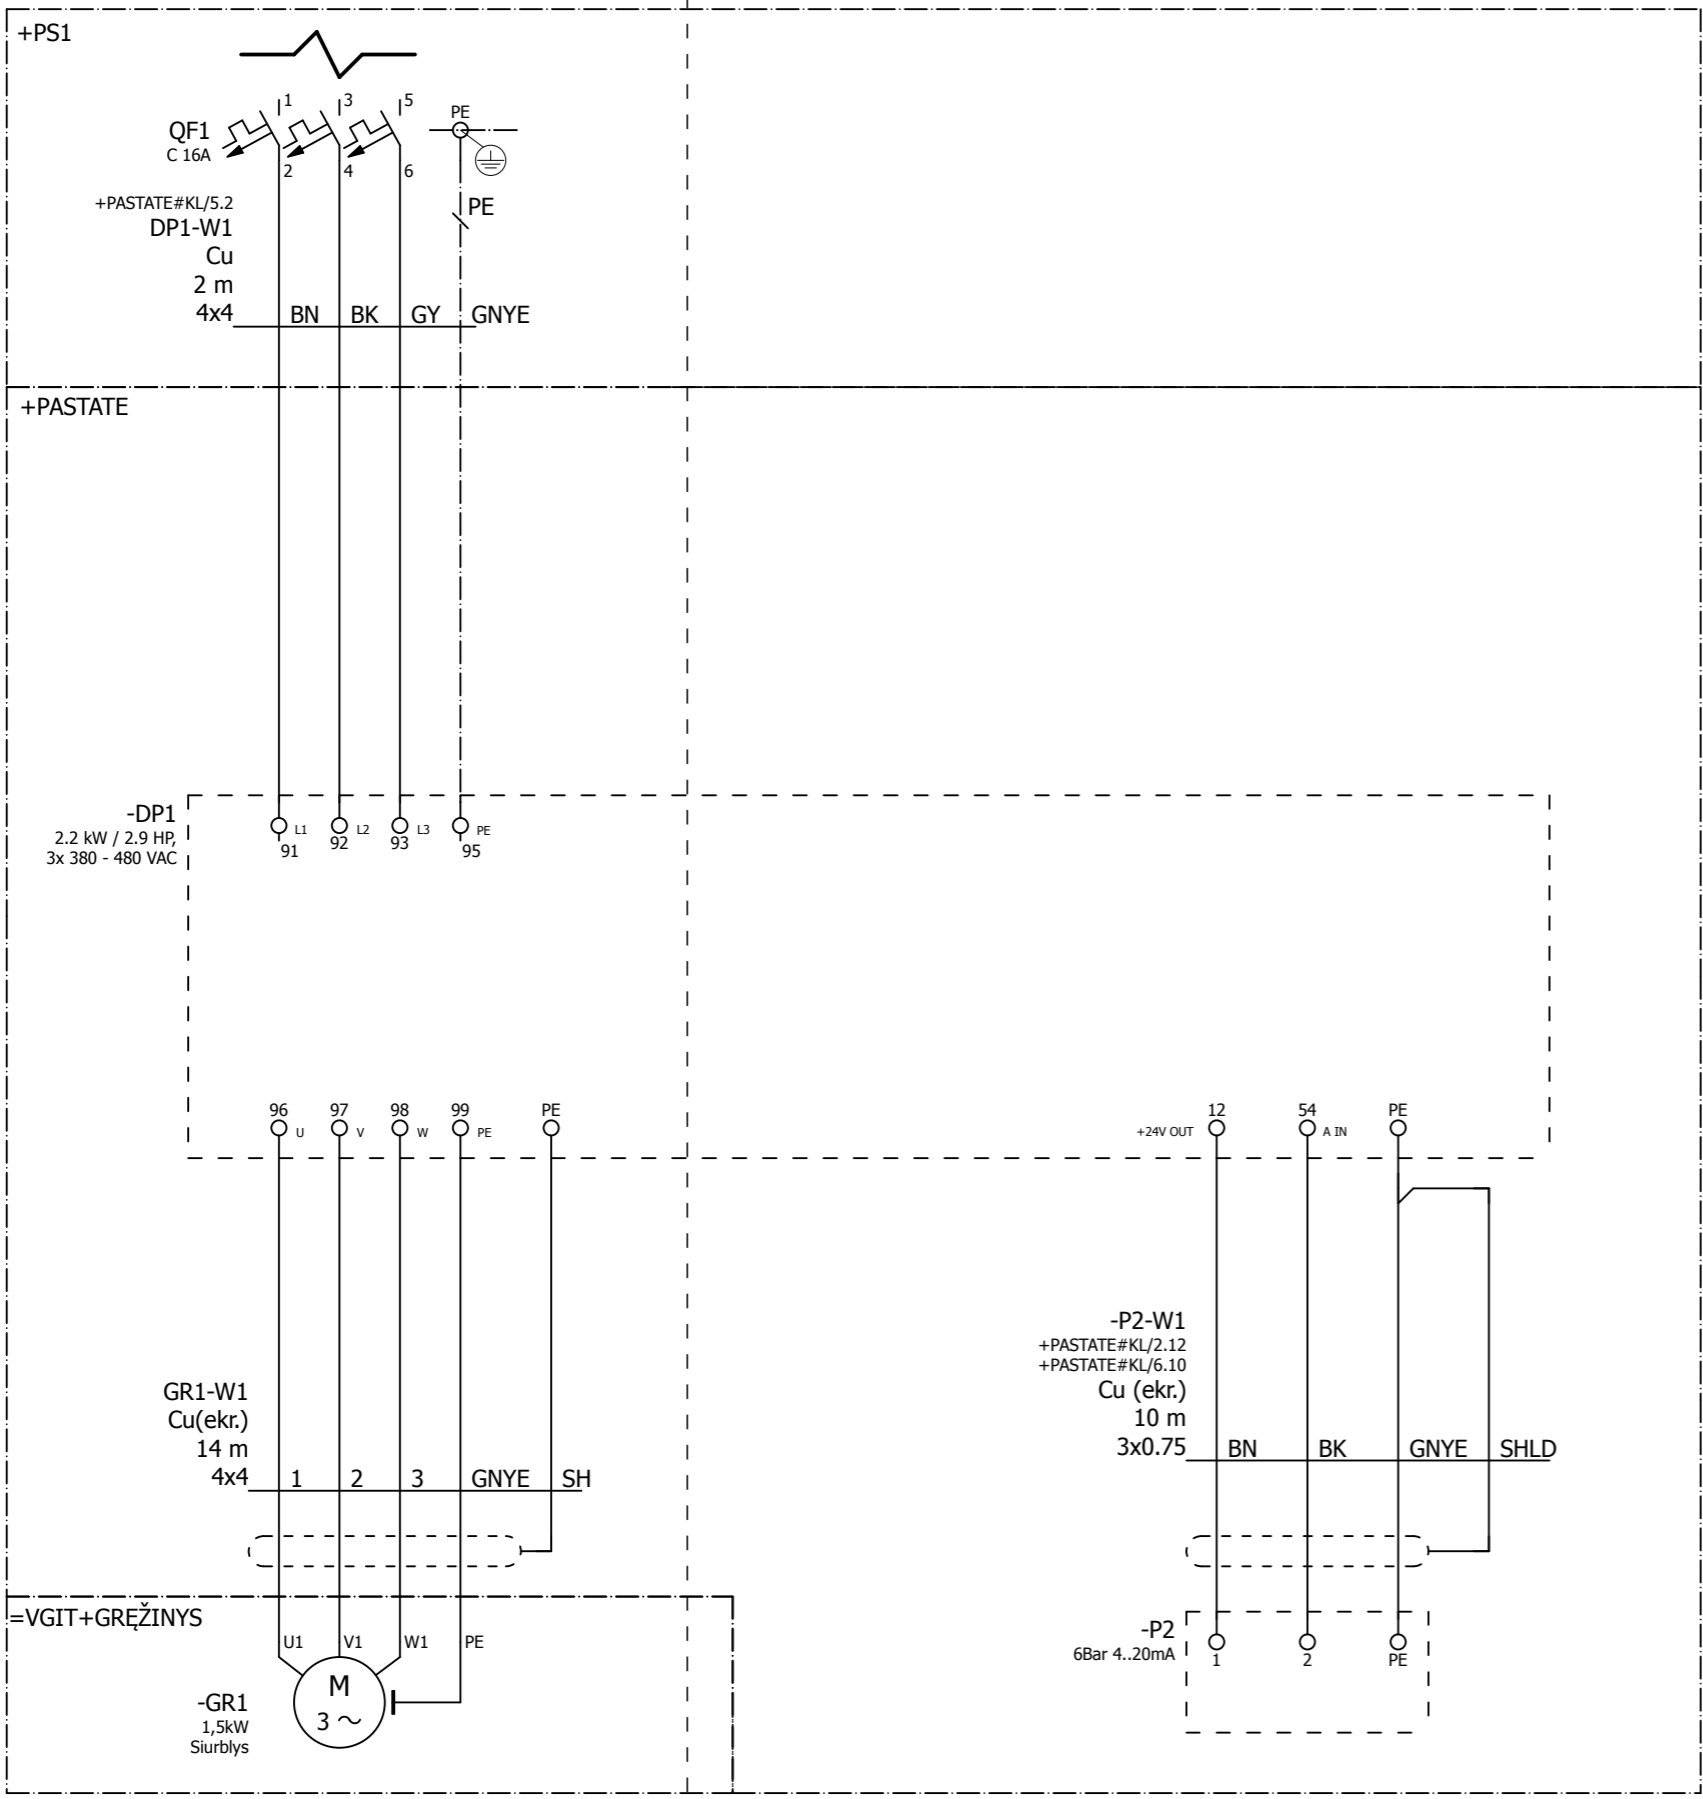 +PS1
1
3
5
PE
QF1
C 16A
2
4
6
+PASTATE#KL/5.2
PE
DP1-W1
Cu
2 m
4x4
BN
BK
GY
GNYE
+PASTATE
-DP1
2.2 kW / 2.9 HP,
3x 380 - 480 VAC
L1
L2
L3
PE
91
92
93
95
96
97
98
99
PE
U
V
W
PE
12
54
PE
+24V OUT
A IN
GR1-W1
Cu(ekr.)
14 m
4x4
1
2
3
GNYE
SH
-P2-W1
+PASTATE#KL/2.12
+PASTATE#KL/6.10
Cu (ekr.)
10 m
3x0.75
BN
BK
GNYE
SHLD
=VGIT+GRĘŽINYS
U1
V1
W1
PE
M
3 ~
-GR1
1,5kW
Siurblys
-P2
6Bar 4..20mA
1
2
PE